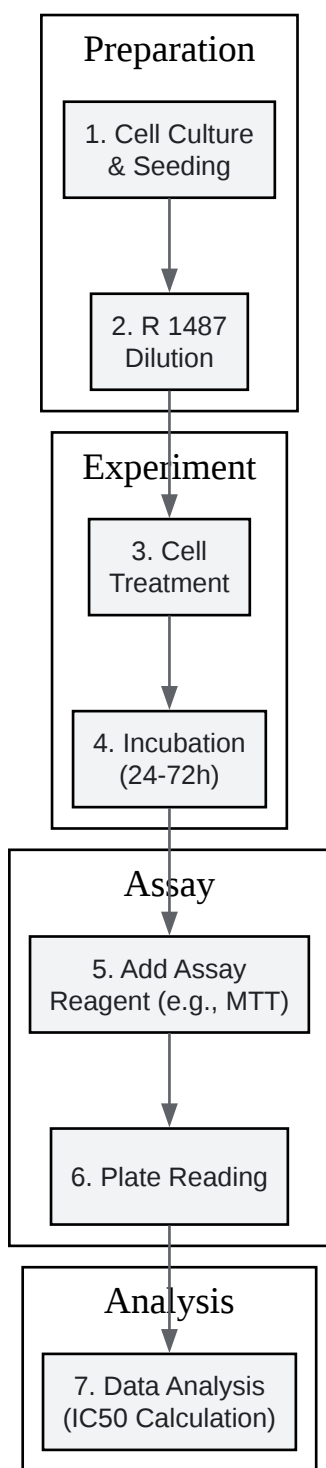 Preparation
1. Cell Culture
& Seeding
2. R 1487
Dilution
Experiment
3. Cell
Treatment
4. Incubation
(24-72h)
Assay
5. Add Assay
Reagent (e.g., MTT)
6. Plate Reading
Analysis
7. Data Analysis
(IC50 Calculation)